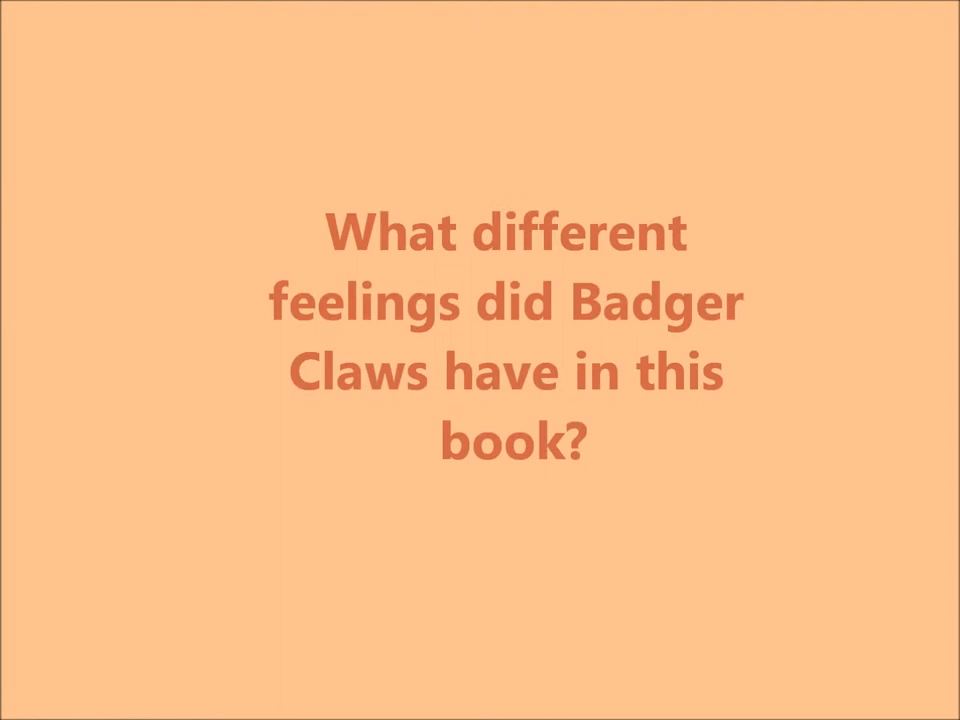 What different
feelings did Badger
Claws have in this
book?